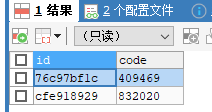 1 结果 2 个配置文件
（只读）
id code
76c97bf1c 409469
cfe918929 832020